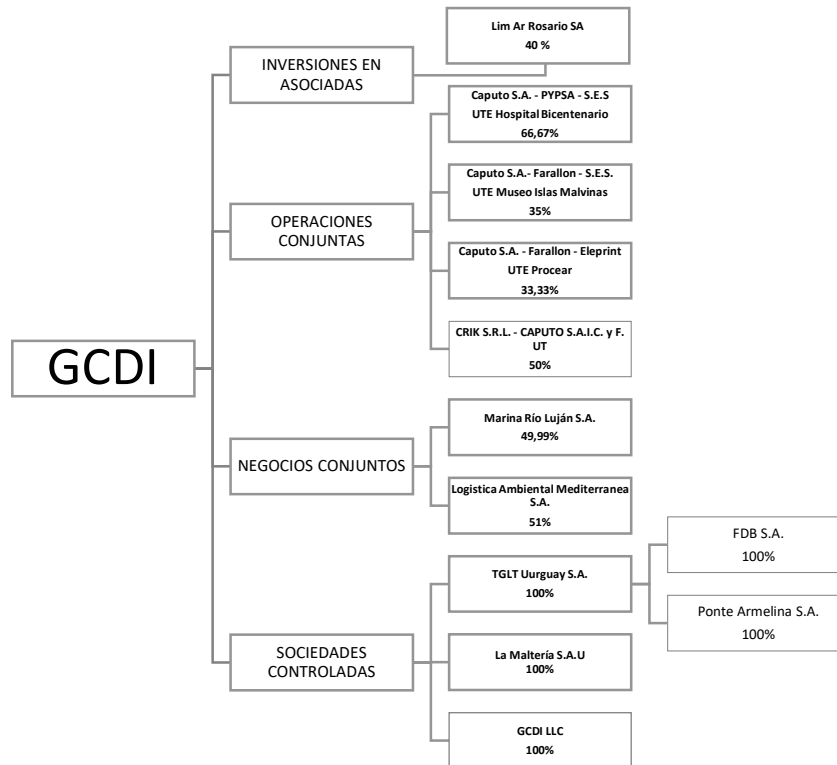 GCDI
INVERSIONES EN
ASOCIADAS
Lim Ar Rosario SA
40 %
OPERACIONES
CONJUNTAS
Caputo S.A. - PYPSA - S.E.S
UTE Hospital Bicentenario
66,67%
Caputo S.A.- Farallon - S.E.S.
UTE Museo Islas Malvinas
35%
Caputo S.A. - Farallon - Eleprint
UTE Procear
33,33%
CRIK S.R.L. - CAPUTO S.A.I.C. y F.
UT
50%
NEGOCIOS CONJUNTOS
Marina Río Luján S.A.
49,99%
Logistica Ambiental Mediterranea
S.A.
51%
SOCIEDADES
CONTROLADAS
TGLT Uurguay S.A.
100%
FDB S.A.
100%
Ponte Armelina S.A.
100%
La Maltería S.A.U
100%
GCDI LLC
100%